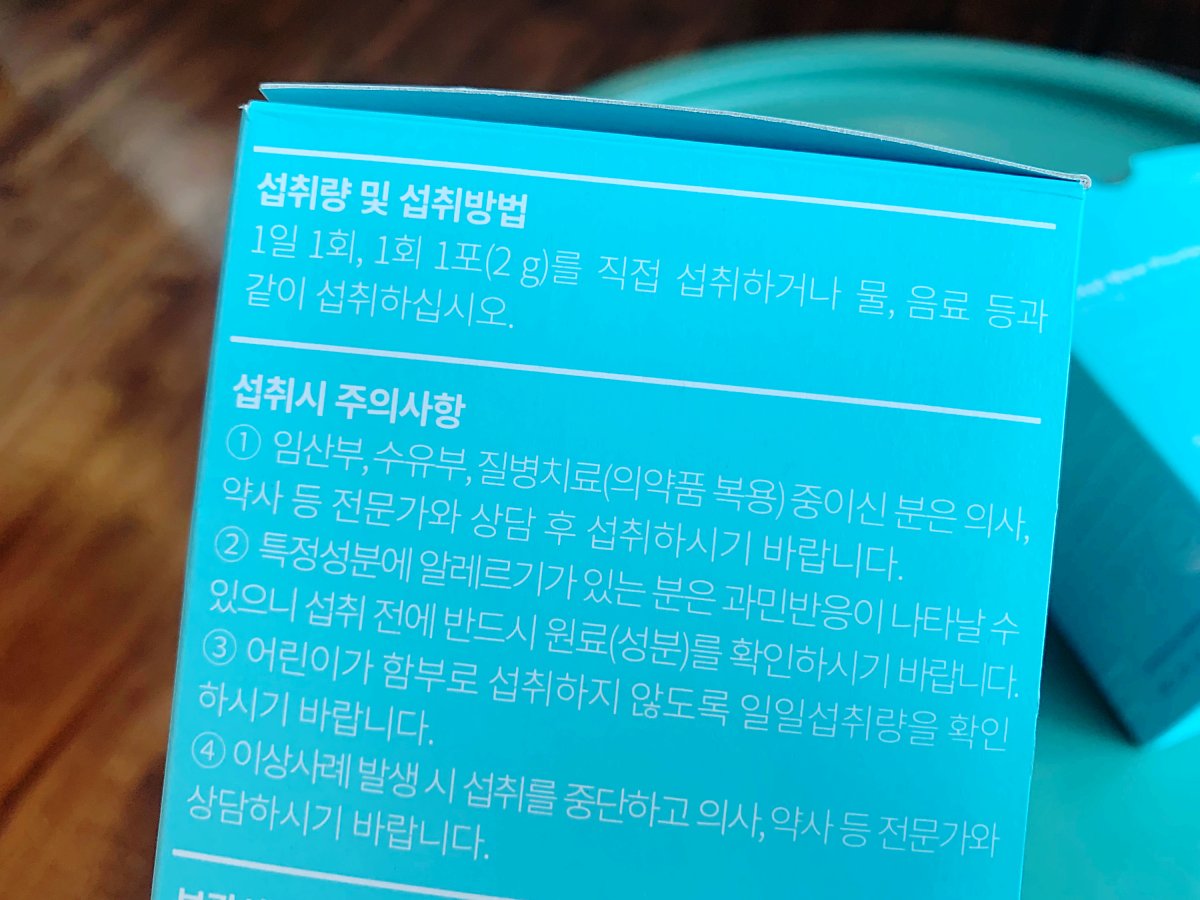 섭취량 및 섭취방법
1일 1회, 1회 1포(2 g)를 직접 섭취하거나 물, 음료 등과
같이 섭취하십시오.
섭취시 주의사항
① 임산부, 수유부, 질병치료(의약품 복용) 중이신 분은 의사,
약사 등 전문가와 상담 후 섭취하시기 바랍니다.
② 특정성분에 알레르기가 있는 분은 과민반응이 나타날 수
있으니 섭취 전에 반드시 원료(성분)를 확인하시기 바랍니다.
③ 어린이가 함부로 섭취하지 않도록 일일섭취량을 확인
하시기 바랍니다.
④ 이상사례 발생 시 섭취를 중단하고 의사, 약사 등 전문가와
상담하시기 바랍니다.